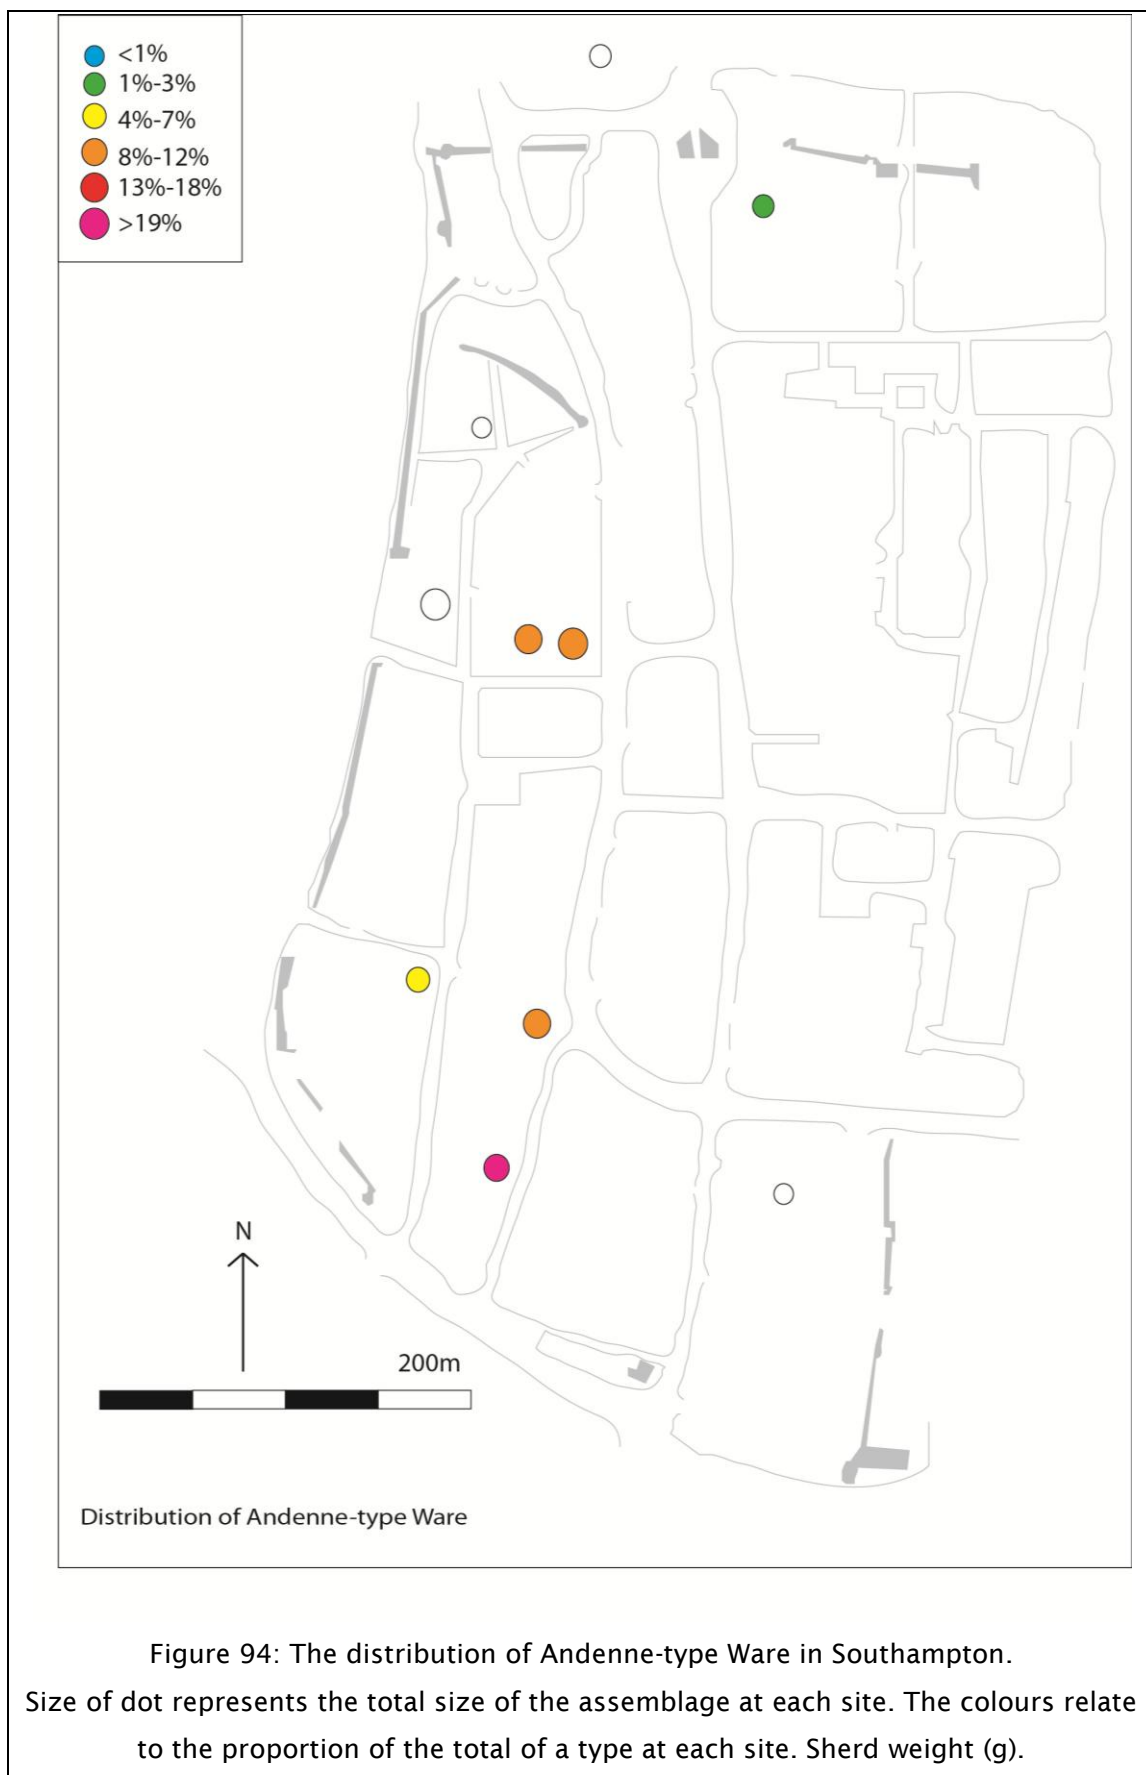 <1%
1%-3%
4%-7%
8%-12%
13%-18%
>19%
N
200m
Distribution of Andenne-type Ware
Figure 94: The distribution of Andenne-type Ware in Southampton.
Size of dot represents the total size of the assemblage at each site. The colours relate
to the proportion of the total of a type at each site. Sherd weight (g).